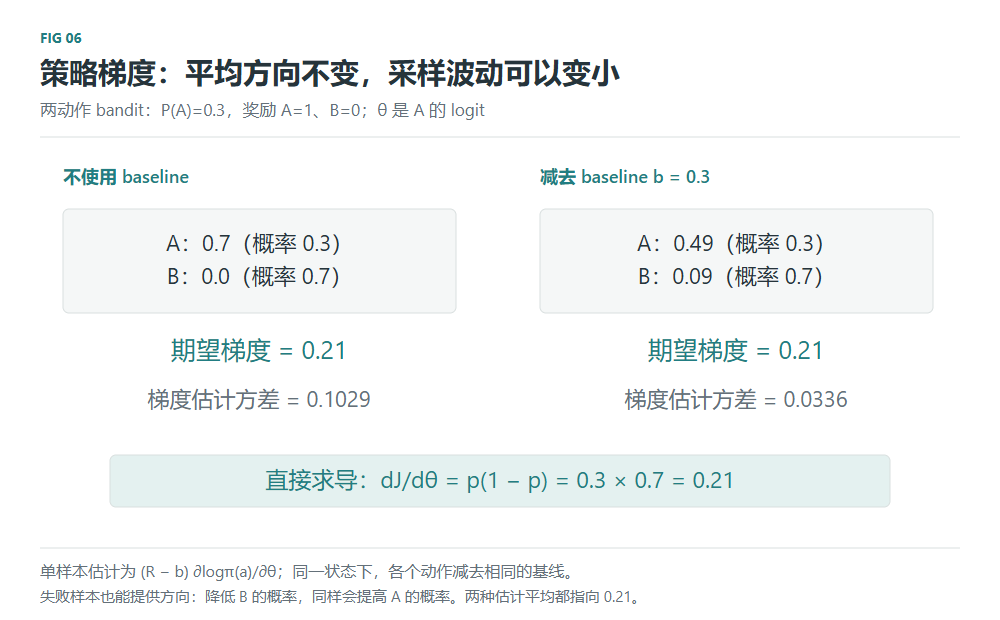 FIG 06
策略梯度：平均方向不变，采样波动可以变小
两动作 bandit：P(A)=0.3，奖励 A=1、B=0；θ 是 A 的 logit
不使用 baseline
A：0.7（概率 0.3）
B：0.0（概率 0.7）
期望梯度 = 0.21
梯度估计方差 = 0.1029
减去 baseline b = 0.3
A：0.49（概率 0.3）
B：0.09（概率 0.7）
期望梯度 = 0.21
梯度估计方差 = 0.0336
直接求导：dJ/dθ = p(1 − p) = 0.3 × 0.7 = 0.21
单样本估计为 (R − b) ∂logπ(a)/∂θ；同一状态下，各个动作减去相同的基线。
失败样本也能提供方向：降低 B 的概率，同样会提高 A 的概率。两种估计平均都指向 0.21。